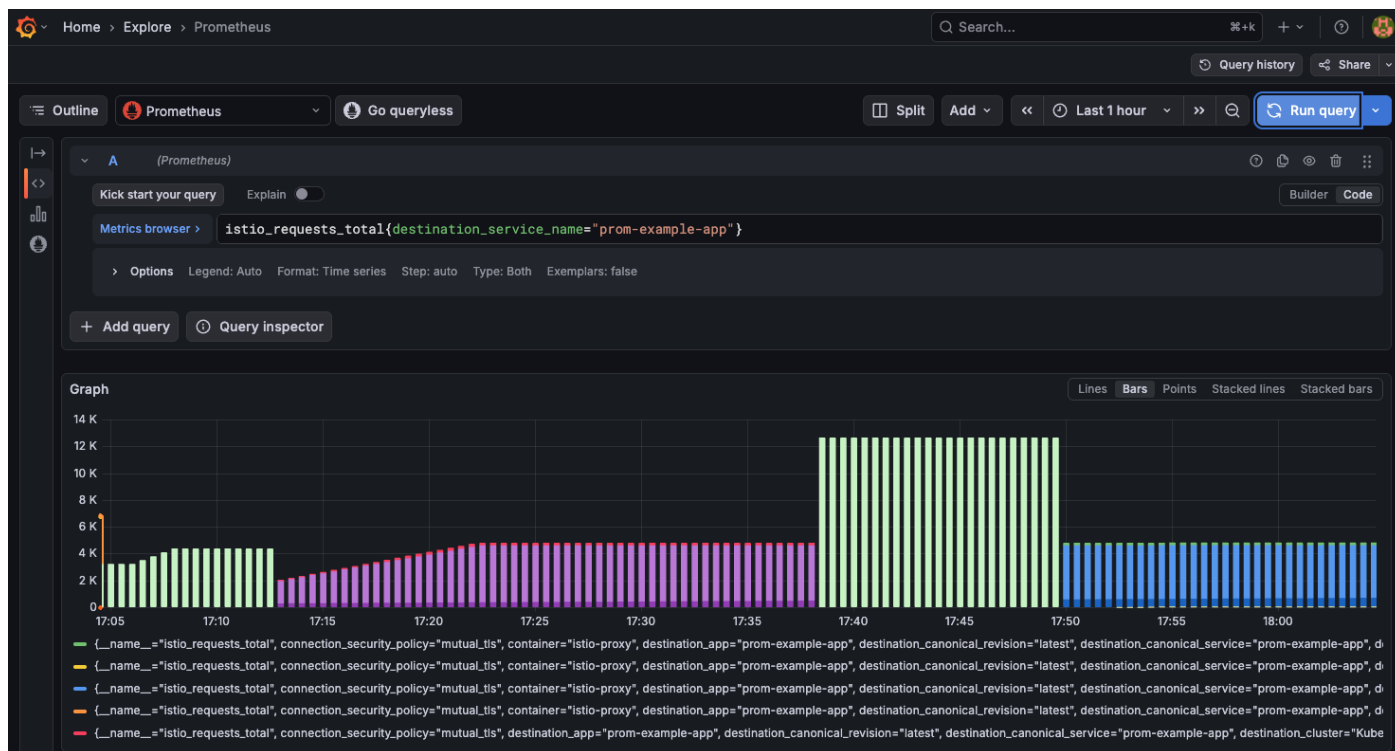 Home › Explore › Prometheus
Search...
⌘+k
Query history
Share
Outline
Prometheus
Go queryless
Split
Add
Last 1 hour
Run query
A
(Prometheus)
Kick start your query
Explain
Builder
Code
Metrics browser >
istio_requests_total{destination_service_name="prom-example-app"}
Options Legend: Auto Format: Time series Step: auto Type: Both Exemplars: false
+ Add query
Query inspector
Graph
Lines Bars Points Stacked lines Stacked bars
14 K
12 K
10 K
8 K
6 K
4 K
2 K
0
17:05 17:10 17:15 17:20 17:25 17:30 17:35 17:40 17:45 17:50 17:55 18:00
{__name__="istio_requests_total", connection_security_policy="mutual_tls", container="istio-proxy", destination_app="prom-example-app", destination_canonical_revision="latest", destination_canonical_service="prom-example-app", d
{__name__="istio_requests_total", connection_security_policy="mutual_tls", container="istio-proxy", destination_app="prom-example-app", destination_canonical_revision="latest", destination_canonical_service="prom-example-app", d
{__name__="istio_requests_total", connection_security_policy="mutual_tls", container="istio-proxy", destination_app="prom-example-app", destination_canonical_revision="latest", destination_canonical_service="prom-example-app", d
{__name__="istio_requests_total", connection_security_policy="mutual_tls", container="istio-proxy", destination_app="prom-example-app", destination_canonical_revision="latest", destination_canonical_service="prom-example-app", d
{__name__="istio_requests_total", connection_security_policy="mutual_tls", destination_app="prom-example-app", destination_canonical_revision="latest", destination_canonical_service="prom-example-app", destination_cluster="Kube